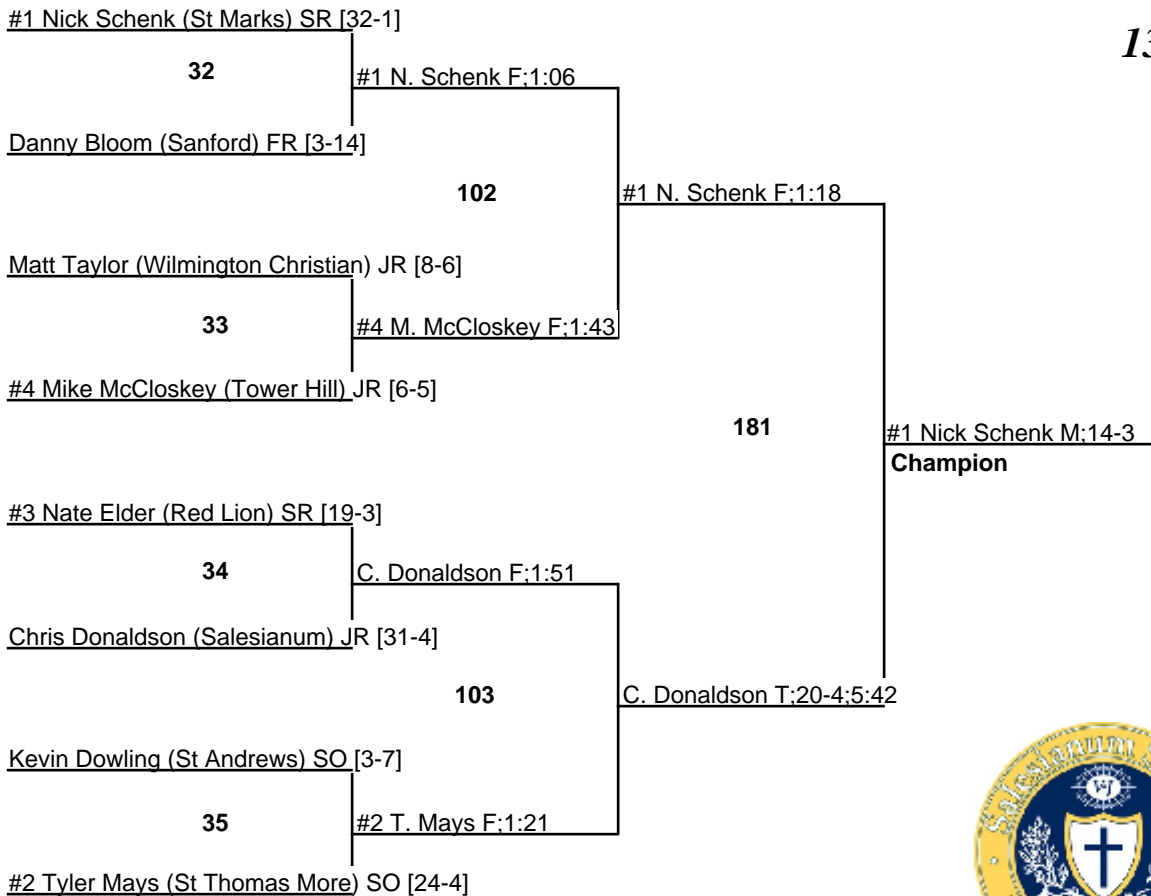 #1 Nick Schenk (St Marks) SR [32-1]
13
32
#1 N. Schenk F;1:06
Danny Bloom (Sanford) FR [3-14]
102
#1 N. Schenk F;1:18
Matt Taylor (Wilmington Christian) JR [8-6]
33
#4 M. McCloskey F;1:43
#4 Mike McCloskey (Tower Hill) JR [6-5]
181
#1 Nick Schenk M;14-3
Champion
#3 Nate Elder (Red Lion) SR [19-3]
34
C. Donaldson F;1:51
Chris Donaldson (Salesianum) JR [31-4]
103
C. Donaldson T;20-4;5:42
Kevin Dowling (St Andrews) SO [3-7]
35
#2 T. Mays F;1:21
#2 Tyler Mays (St Thomas More) SO [24-4]
Salesianum S